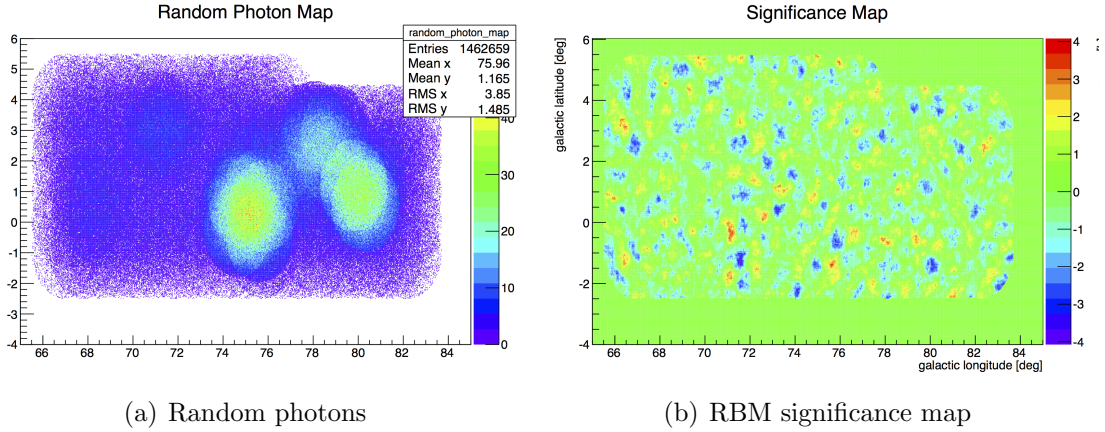 Random Photon Map
random_photon_map
Entries 1462659
Mean x 75.96
Mean y 1.165
RMS x 3.85
RMS y 1.485
6
5
4
3
2
1
0
-1
-2
-3
-4
66 68 70 72 74 76 78 80 82 84
40
30
20
10
0
(a) Random photons
Significance Map
galactic latitude [deg]
6
4
2
0
-2
-4
66 68 70 72 74 76 78 80 82 84
galactic longitude [deg]
4
3
2
1
0
-1
-2
-3
-4
(b) RBM significance map